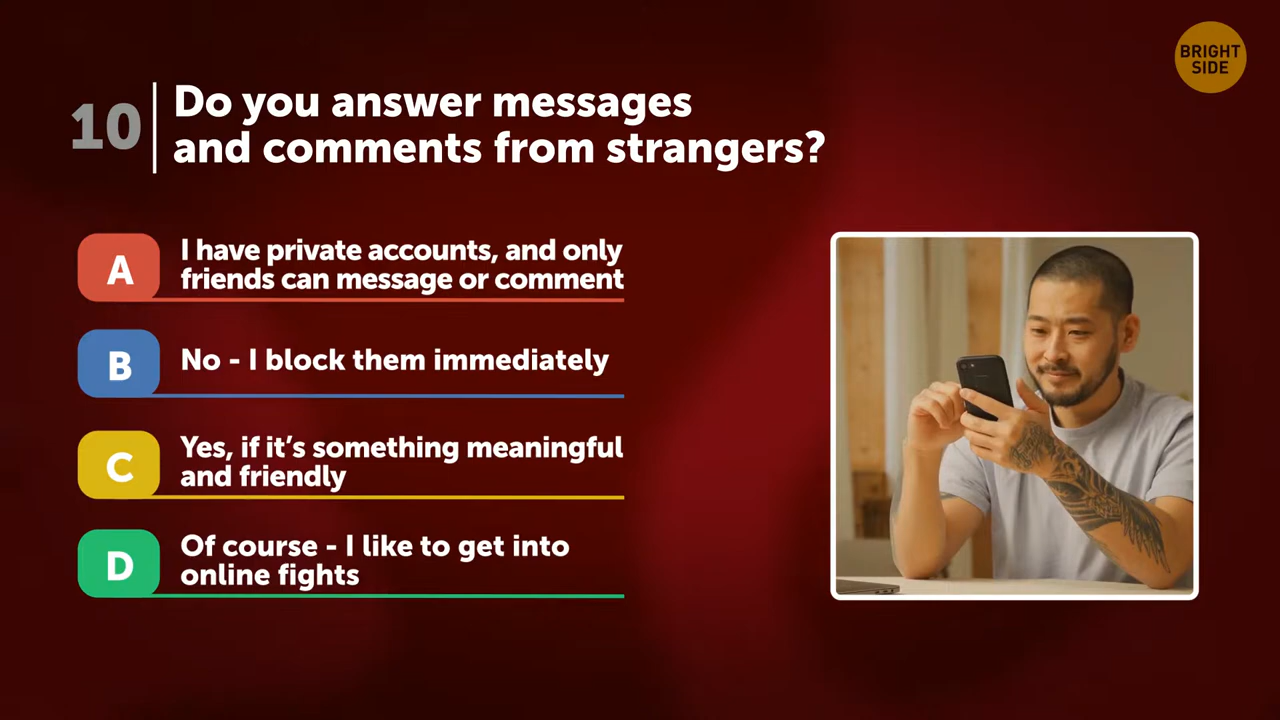 BRIGHT
SIDE
10
Do you answer messages
and comments from strangers?
A
I have private accounts, and only
friends can message or comment
B
No - I block them immediately
C
Yes, if it's something meaningful
and friendly
D
Of course - I like to get into
online fights